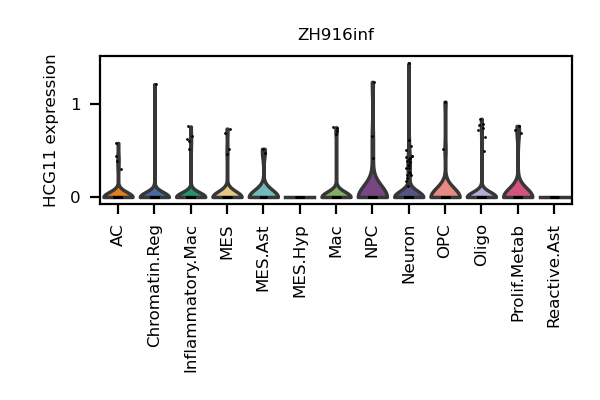 ZH916inf
HCG11 expression
1
0
AC
Chromatin.Reg
Inflammatory.Mac
MES
MES.Ast
MES.Hyp
Mac
NPC
Neuron
OPC
Oligo
Prolif.Metab
Reactive.Ast